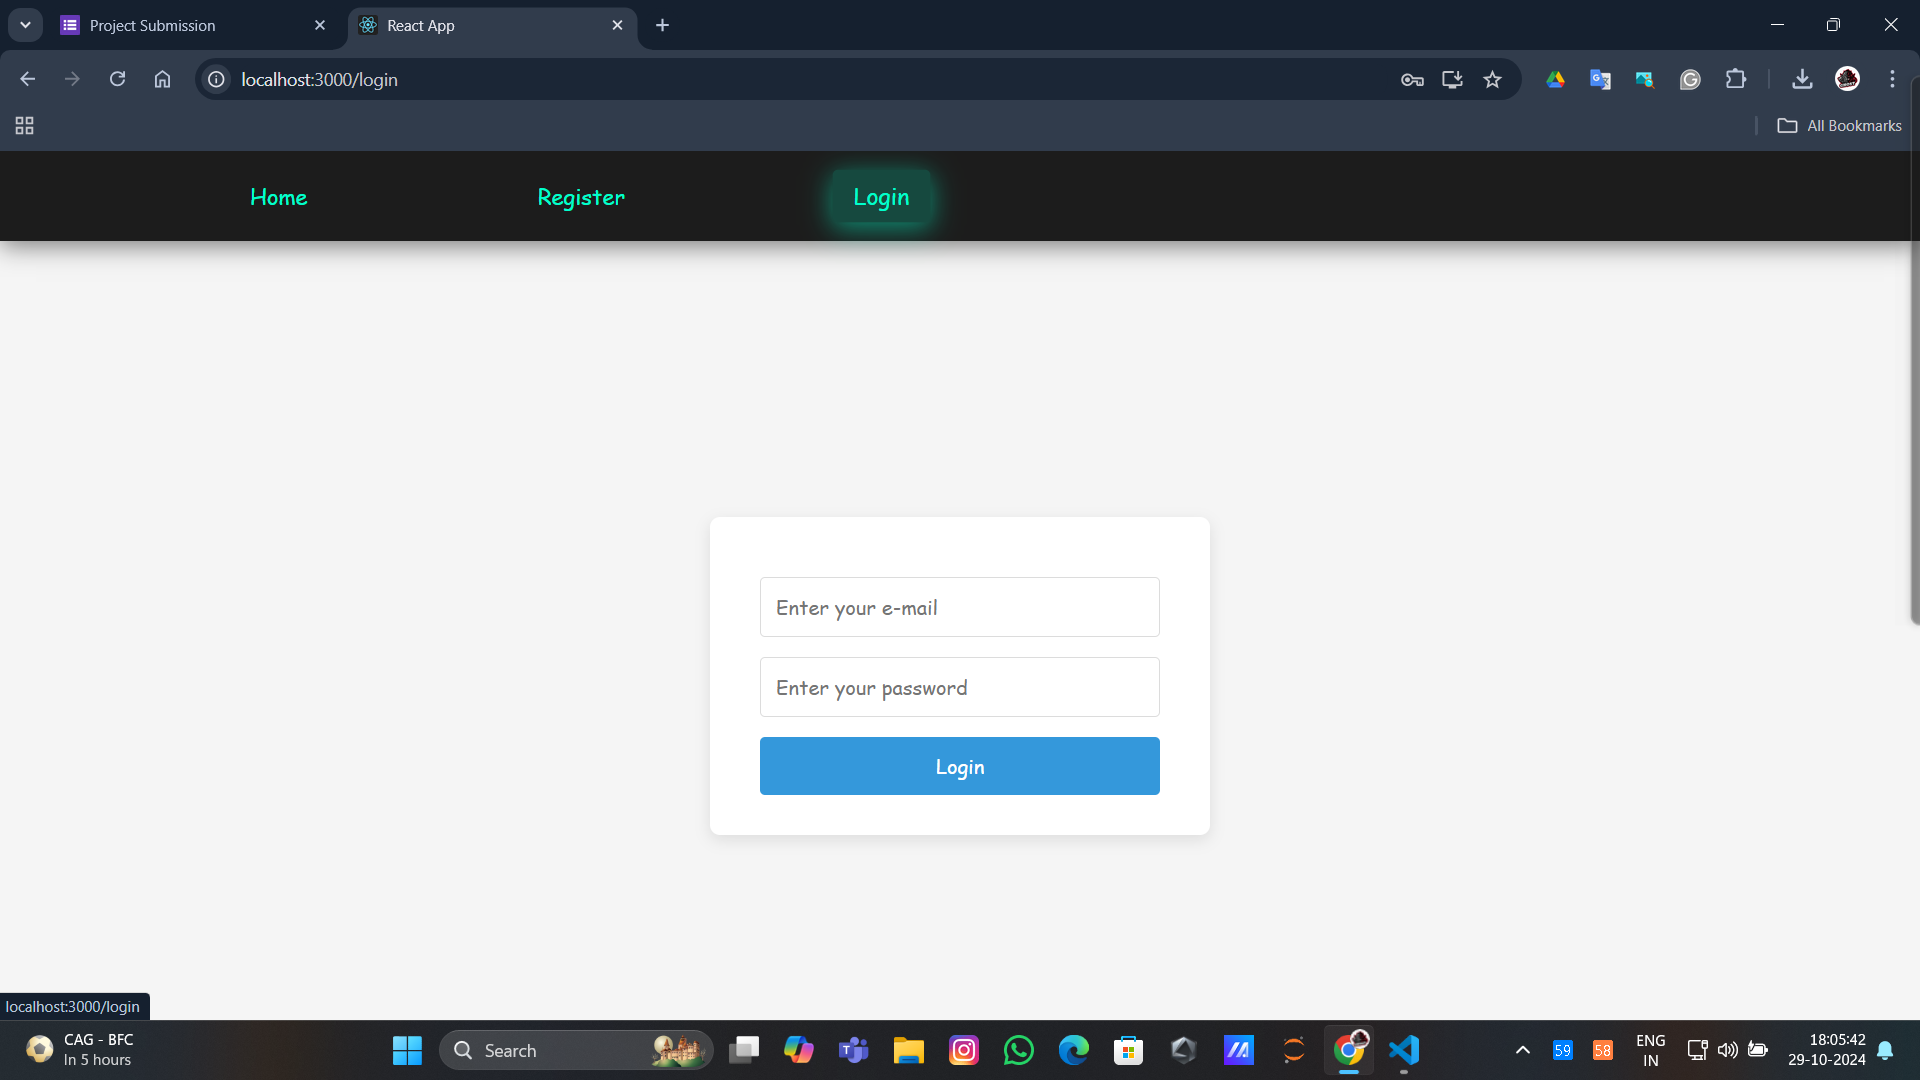 Project Submission
React App
localhost:3000/login
All Bookmarks
Home
Register
Login
Enter your e-mail
Enter your password
Login
localhost:3000/login
CAG - BFC
In 5 hours
Search
59
58
ENG
IN
18:05:42
29-10-2024